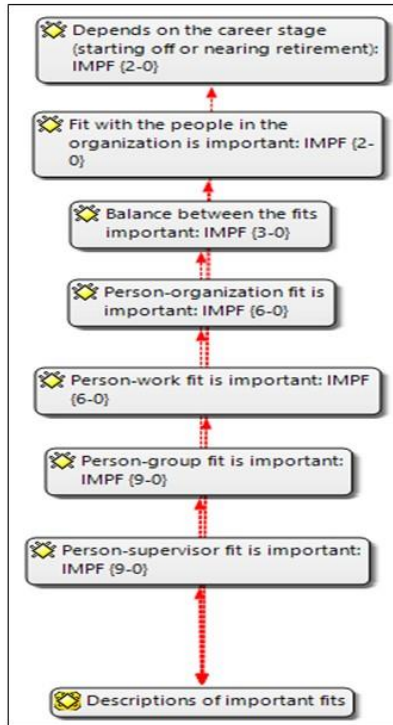 Depends on the career stage
(starting off or nearing retirement):
IMPF {2-0}
Fit with the people in the
organization is important: IMPF {2-
0}
Balance between the fits
important: IMPF {3-0}
Person-organization fit is
important: IMPF {6-0}
Person-work fit is important: IMPF
{6-0}
Person-group fit is important:
IMPF {9-0}
Person-supervisor fit is important:
IMPF {9-0}
Descriptions of important fits